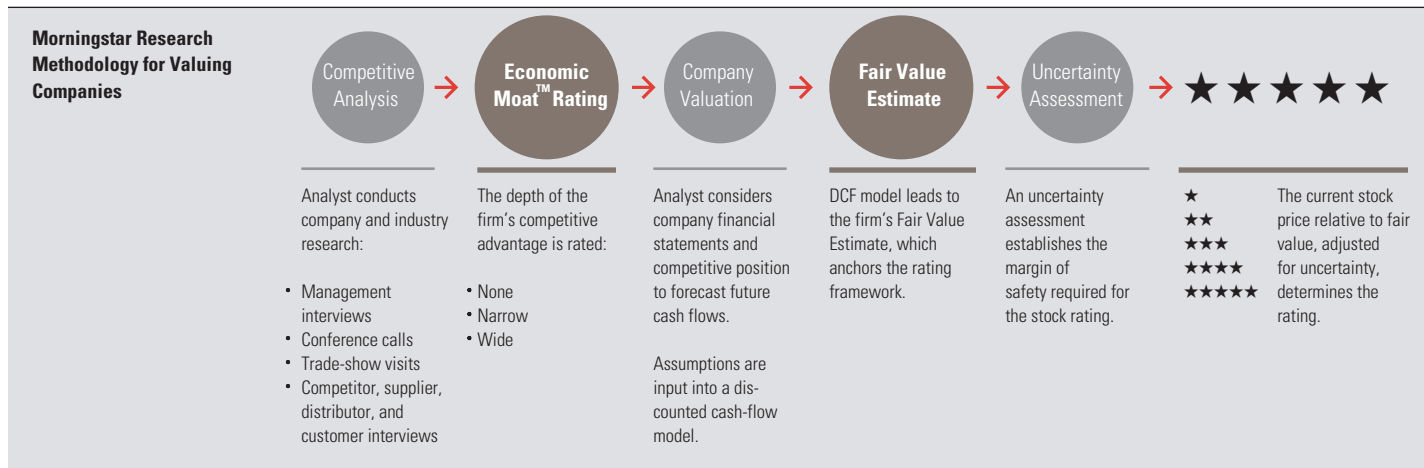 Morningstar Research
Methodology for Valuing
Companies
Competitive
Analysis
Economic
Moat™ Rating
Company
Valuation
Fair Value
Estimate
Uncertainty
Assessment
★ ★ ★ ★ ★
Analyst conducts
company and industry
research:
• Management
interviews
• Conference calls
• Trade-show visits
• Competitor, supplier,
distributor, and
customer interviews
The depth of the
firm's competitive
advantage is rated:
• None
• Narrow
• Wide
Analyst considers
company financial
statements and
competitive position
to forecast future
cash flows.
Assumptions are
input into a dis-
counted cash-flow
model.
DCF model leads to
the firm's Fair Value
Estimate, which
anchors the rating
framework.
An uncertainty
assessment
establishes the
margin of
safety required for
the stock rating.
★
★★
★★★
★★★★
★★★★★
The current stock
price relative to fair
value, adjusted
for uncertainty,
determines the
rating.